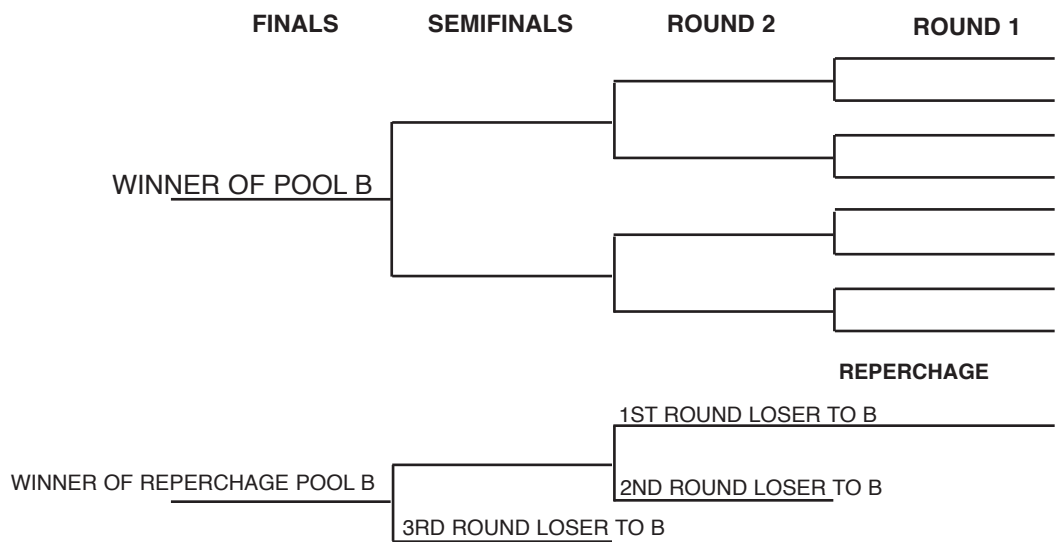 FINALS SEMIFINALS ROUND 2 ROUND 1
WINNER OF POOL B
REPERCHAGE
1ST ROUND LOSER TO B
WINNER OF REPERCHAGE POOL B
2ND ROUND LOSER TO B
3RD ROUND LOSER TO B